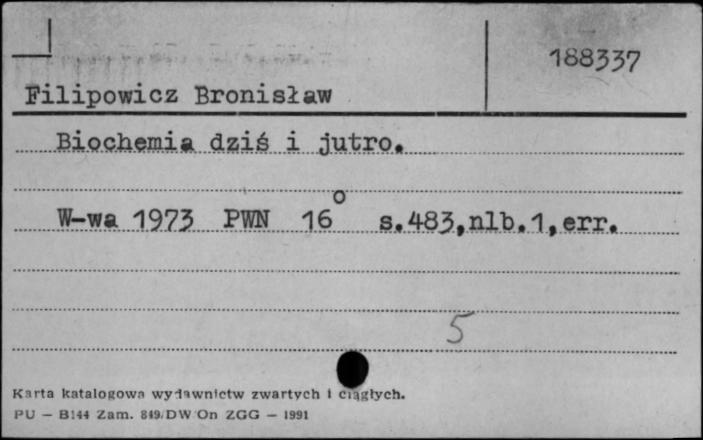 188337
Filipowicz Bronisław
Biochemia dziś i jutro.
W-wa 1973 PWN 16° s.483,nlb.1,err.
5
Karta katalogowa wydawnictw zwartych i ciągłych.
PU — B144 Zam. 849/DW/On ZGG — 1991